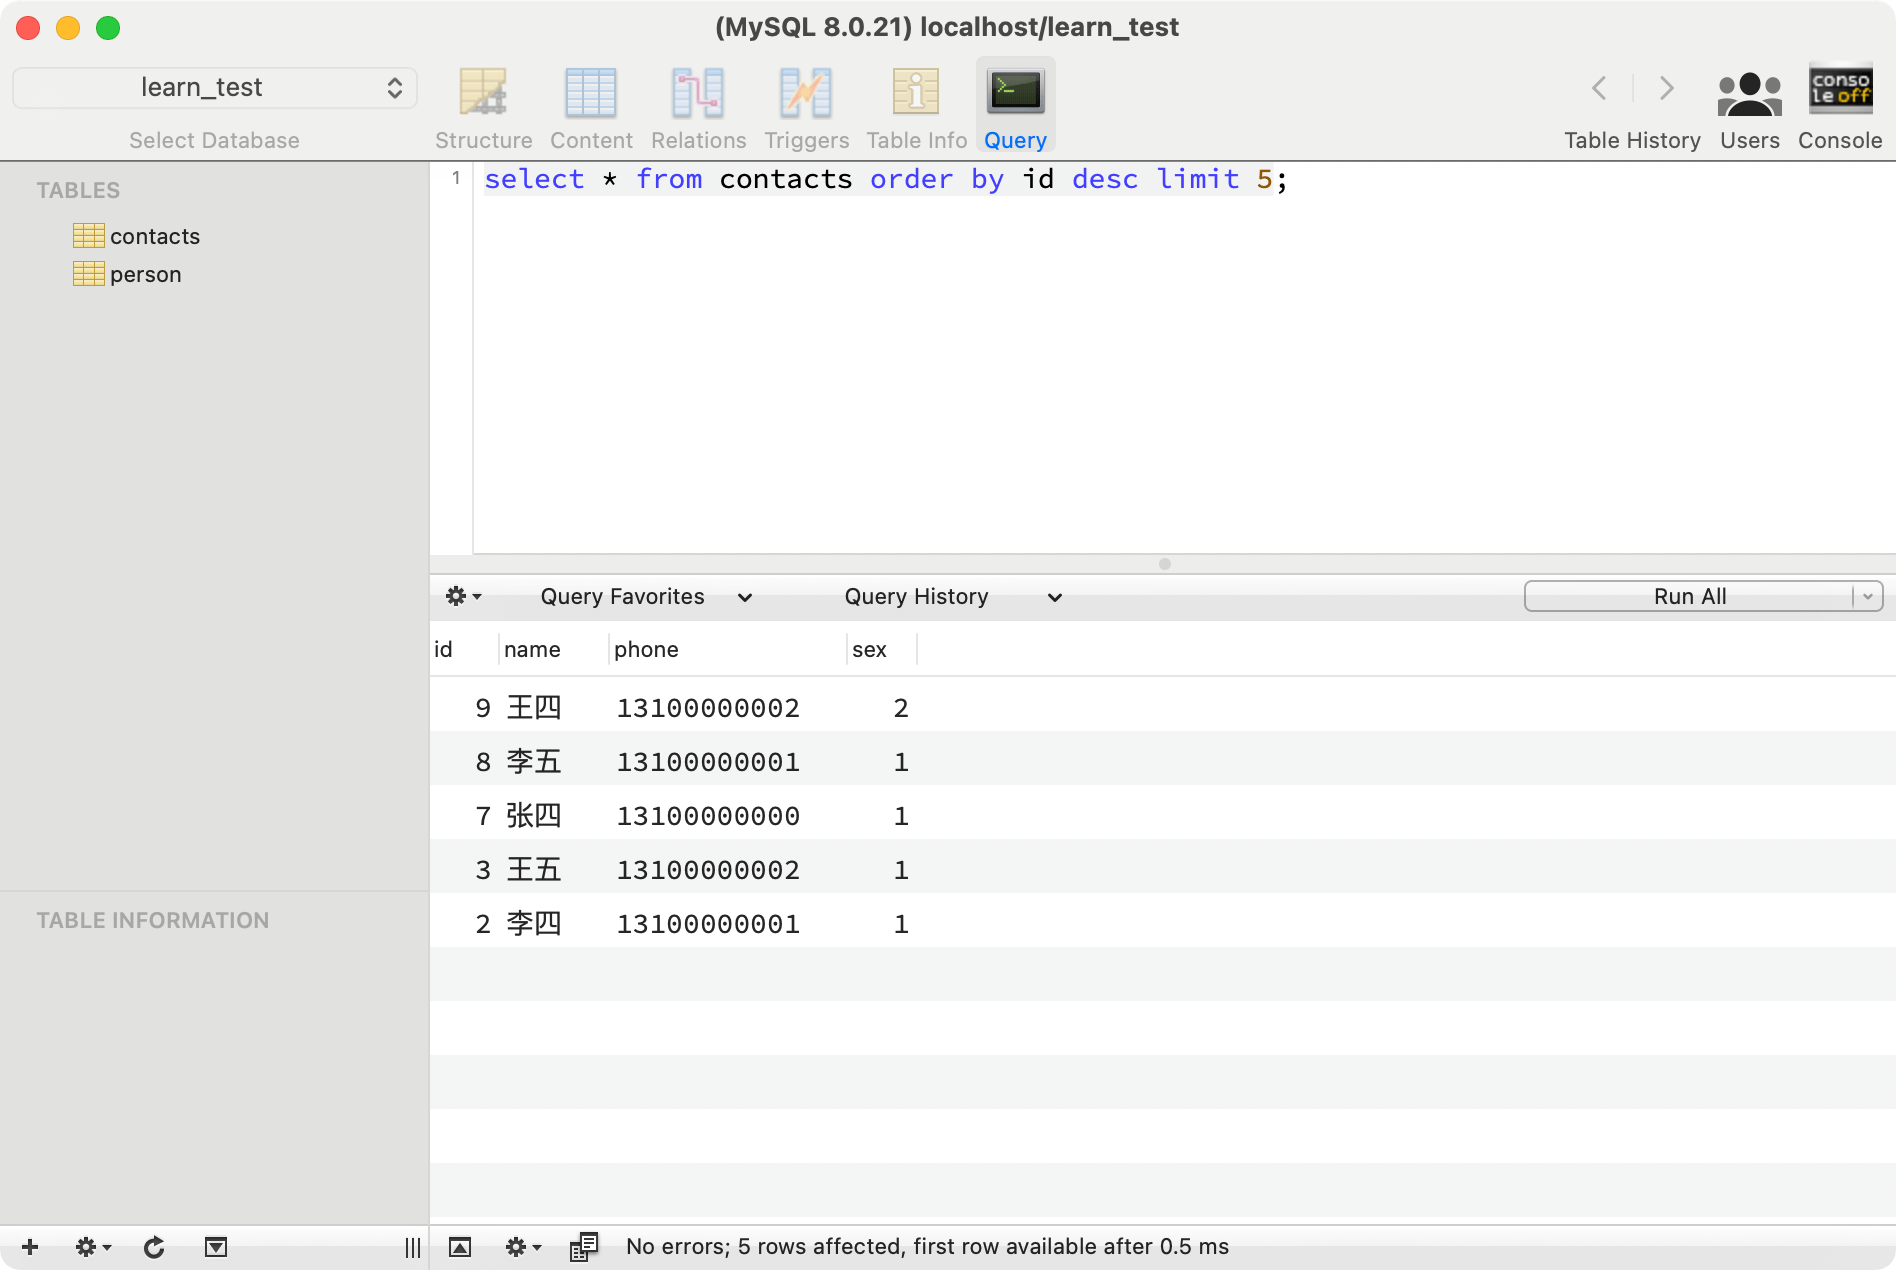 (MySQL 8.0.21) localhost/learn_test
learn_test
Select Database
Structure
Content
Relations
Triggers
Table Info
Query
Table History
Users
conso
le off
Console
TABLES
contacts
person
1 select * from contacts order by id desc limit 5;
Query Favorites
Query History
Run All
id name phone sex
9 王四 13100000002 2
8 李五 13100000001 1
7 张四 13100000000 1
3 王五 13100000002 1
2 李四 13100000001 1
TABLE INFORMATION
No errors; 5 rows affected, first row available after 0.5 ms